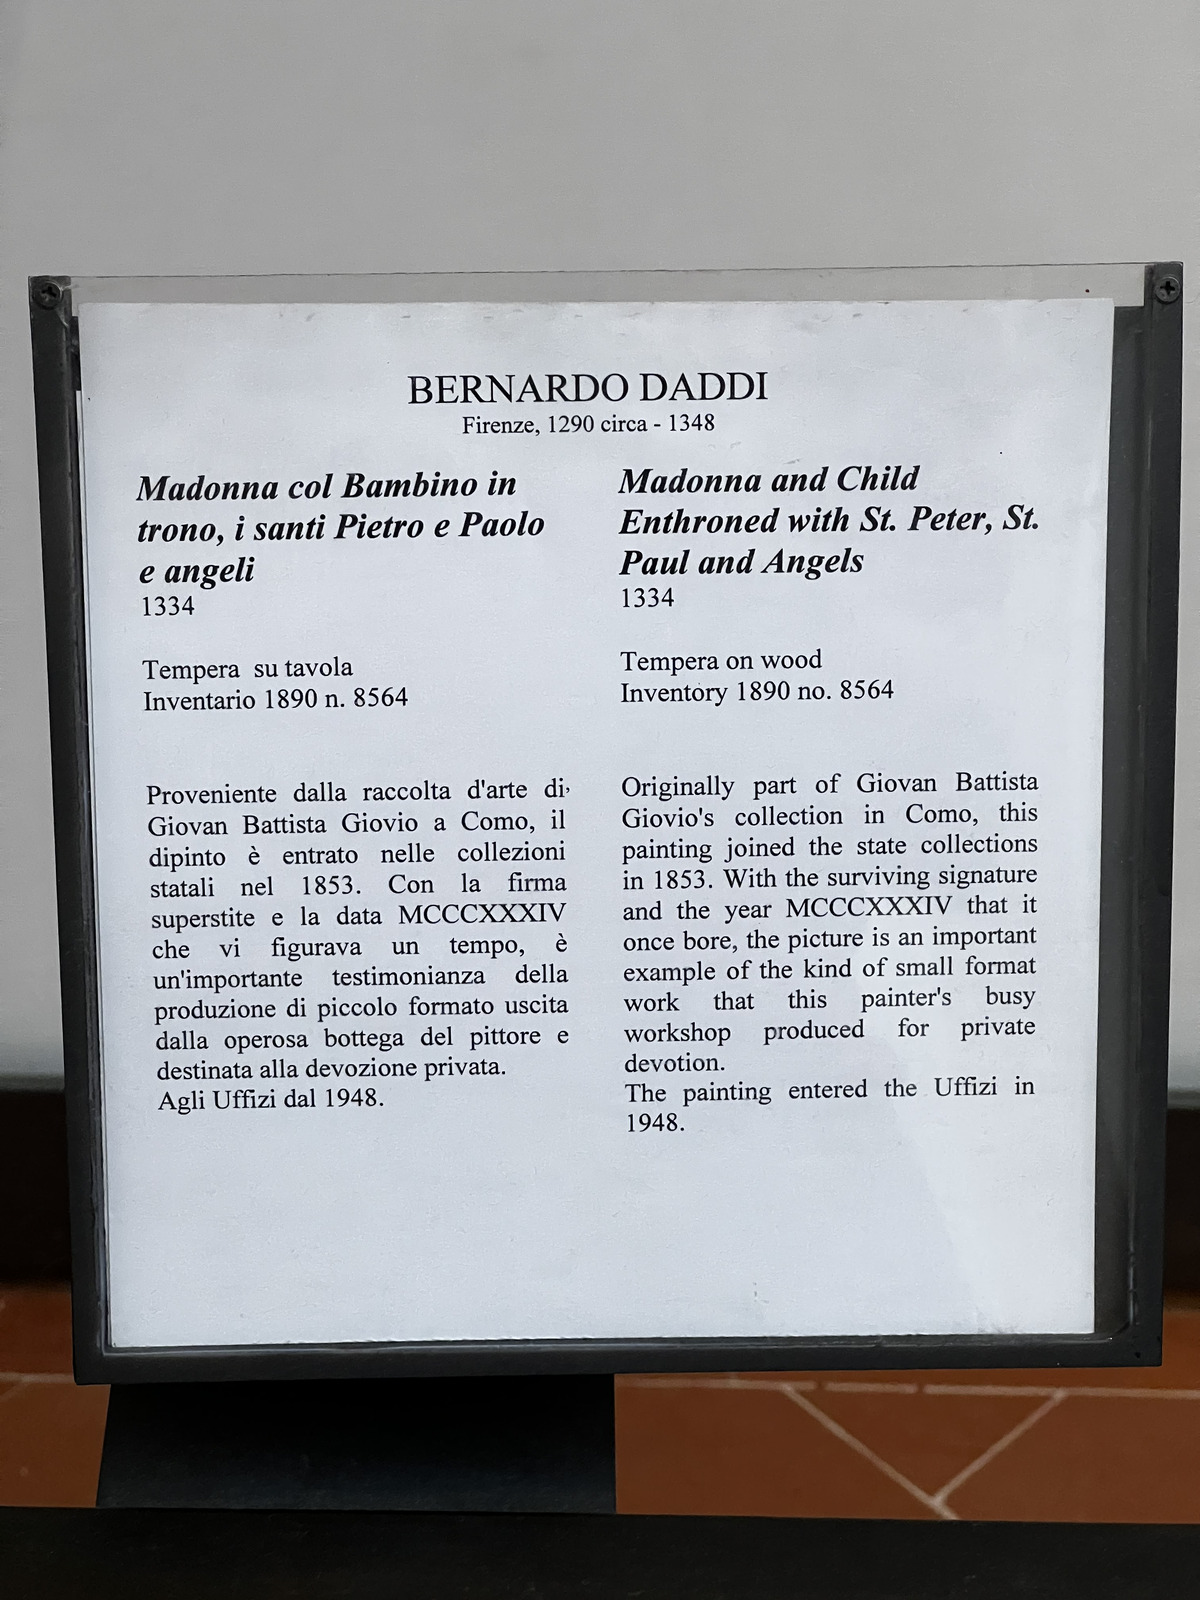 BERNARDO DADDI
Firenze, 1290 circa - 1348
Madonna col Bambino in
trono, i santi Pietro e Paolo
e angeli
1334
Tempera su tavola
Inventario 1890 n. 8564
Proveniente dalla raccolta d'arte di
Giovan Battista Giovio a Como, il
dipinto è entrato nelle collezioni
statali nel 1853. Con la firma
superstite e la data MCCCXXXIV
che vi figurava un tempo, è
un'importante testimonianza della
produzione di piccolo formato uscita
dalla operosa bottega del pittore e
destinata alla devozione privata.
Agli Uffizi dal 1948.
Madonna and Child
Enthroned with St. Peter, St.
Paul and Angels
1334
Tempera on wood
Inventory 1890 no. 8564
Originally part of Giovan Battista
Giovio's collection in Como, this
painting joined the state collections
in 1853. With the surviving signature
and the year MCCCXXXIV that it
once bore, the picture is an important
example of the kind of small format
work that this painter's busy
workshop produced for private
devotion.
The painting entered the Uffizi in
1948.